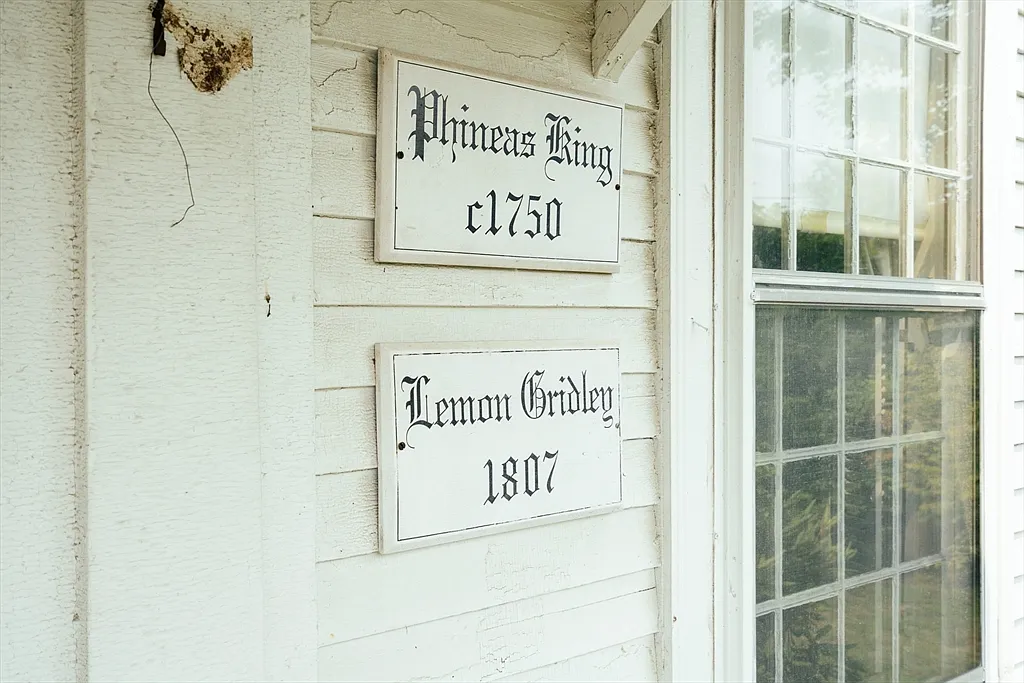 Phineas King
c1750
Lemon Gridley
1807